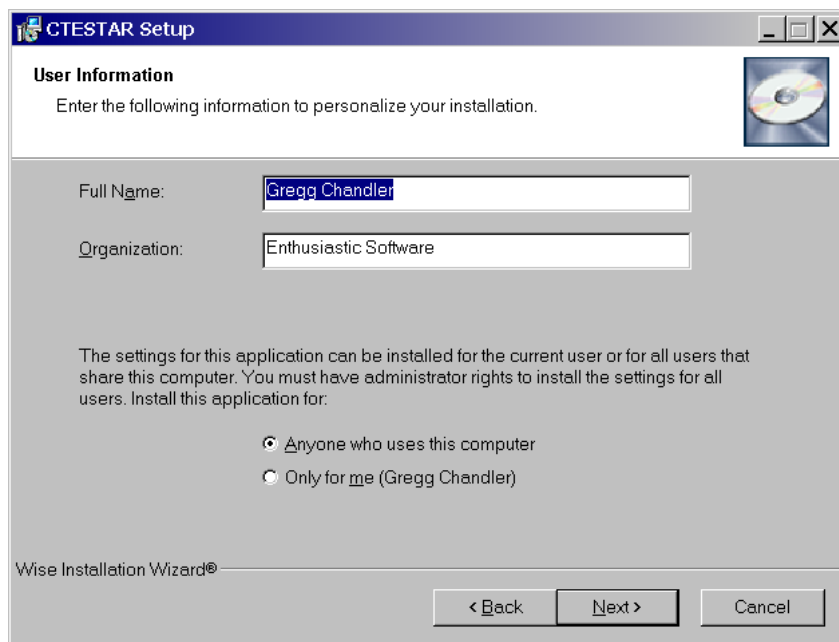 CTESTAR Setup
User Information
Enter the following information to personalize your installation.
Full Name:
Gregg Chandler
Organization:
Enthusiastic Software
The settings for this application can be installed for the current user or for all users that
share this computer. You must have administrator rights to install the settings for all
users. Install this application for:
Anyone who uses this computer
Only for me (Gregg Chandler)
Wise Installation Wizard®
< Back
Next >
Cancel